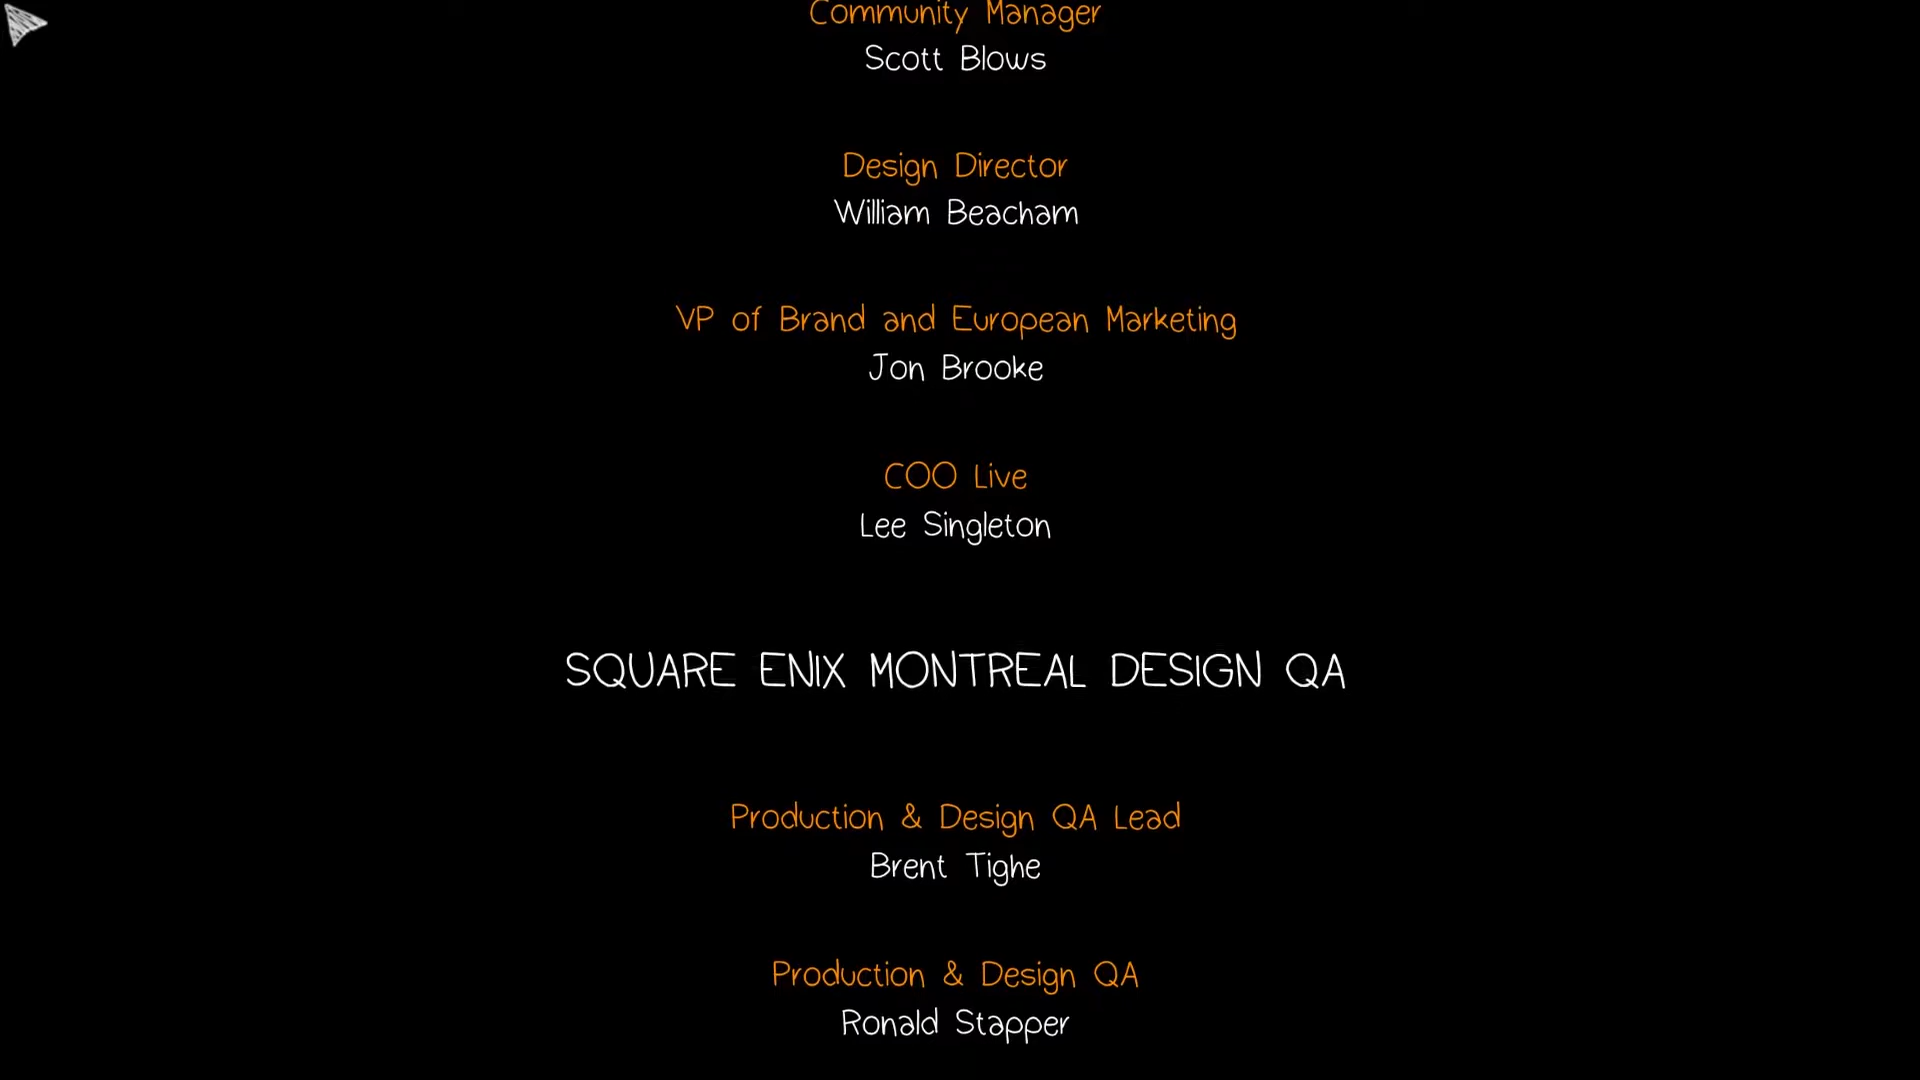 Community Manager
Scott Blows
Design Director
William Beacham
VP of Brand and European Marketing
Jon Brooke
COO Live
Lee Singleton
SQUARE ENIX MONTREAL DESIGN QA
Production & Design QA Lead
Brent Tighe
Production & Design QA
Ronald Stapper